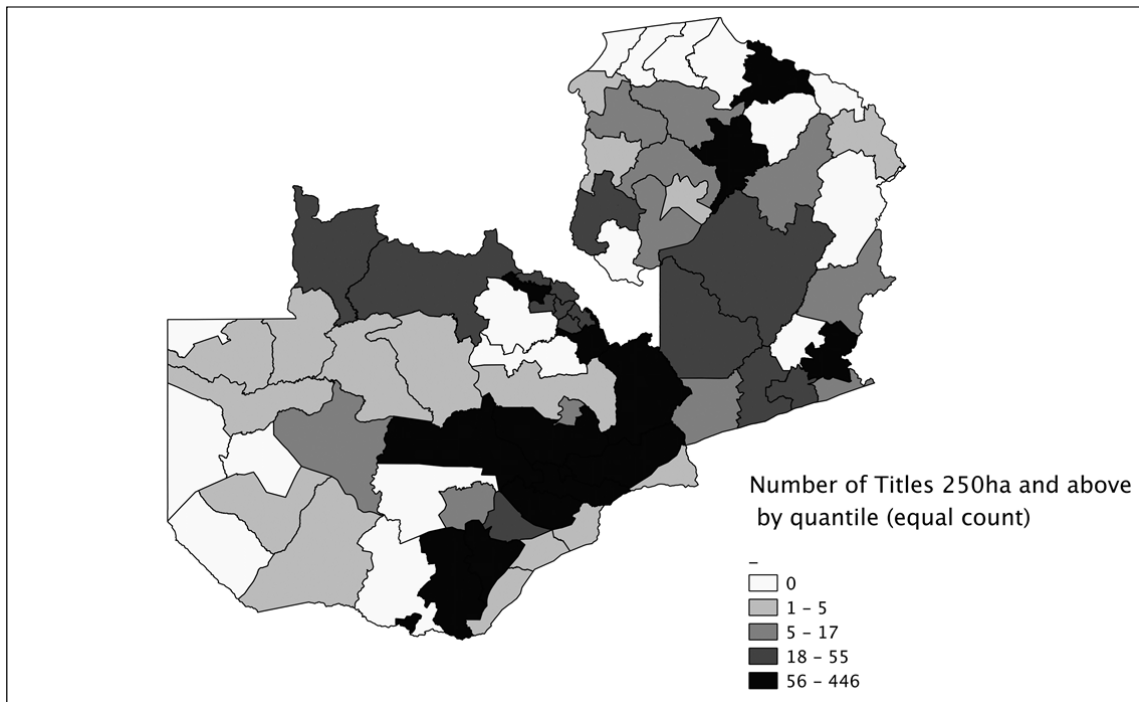 Number of Titles 250ha and above
by quantile (equal count)
–
0
1 – 5
5 – 17
18 – 55
56 – 446